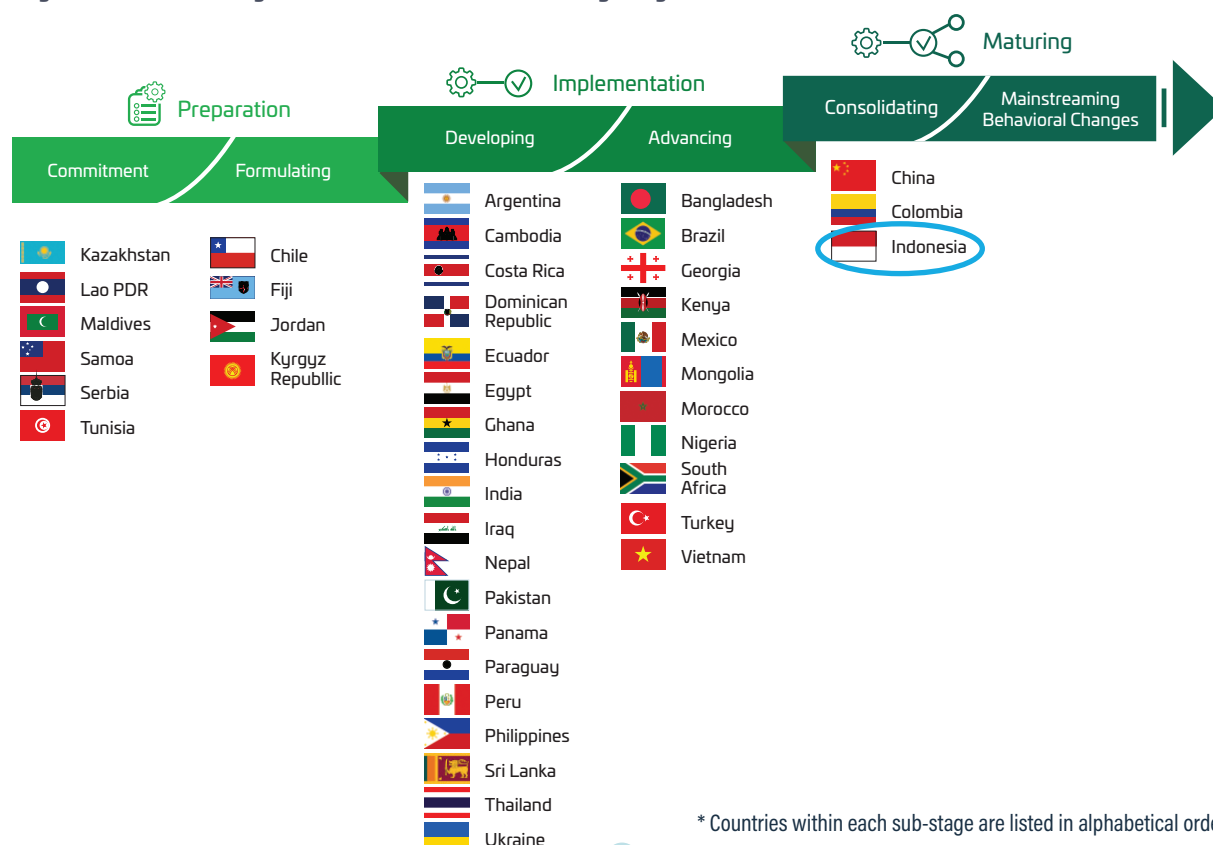 Preparation
Commitment
Formulating
Kazakhstan
Lao PDR
Maldives
Samoa
Serbia
Tunisia
Chile
Fiji
Jordan
Kyrgyz
Republlic
Implementation
Developing
Advancing
Argentina
Cambodia
Costa Rica
Dominican
Republic
Ecuador
Egypt
Ghana
Honduras
India
Iraq
Nepal
Pakistan
Panama
Paraguay
Peru
Philippines
Sri Lanka
Thailand
Ukraine
Bangladesh
Brazil
Georgia
Kenya
Mexico
Mongolia
Morocco
Nigeria
South
Africa
Turkey
Vietnam
Maturing
Consolidating
Mainstreaming
Behavioral Changes
China
Colombia
Indonesia
* Countries within each sub-stage are listed in alphabetical orde